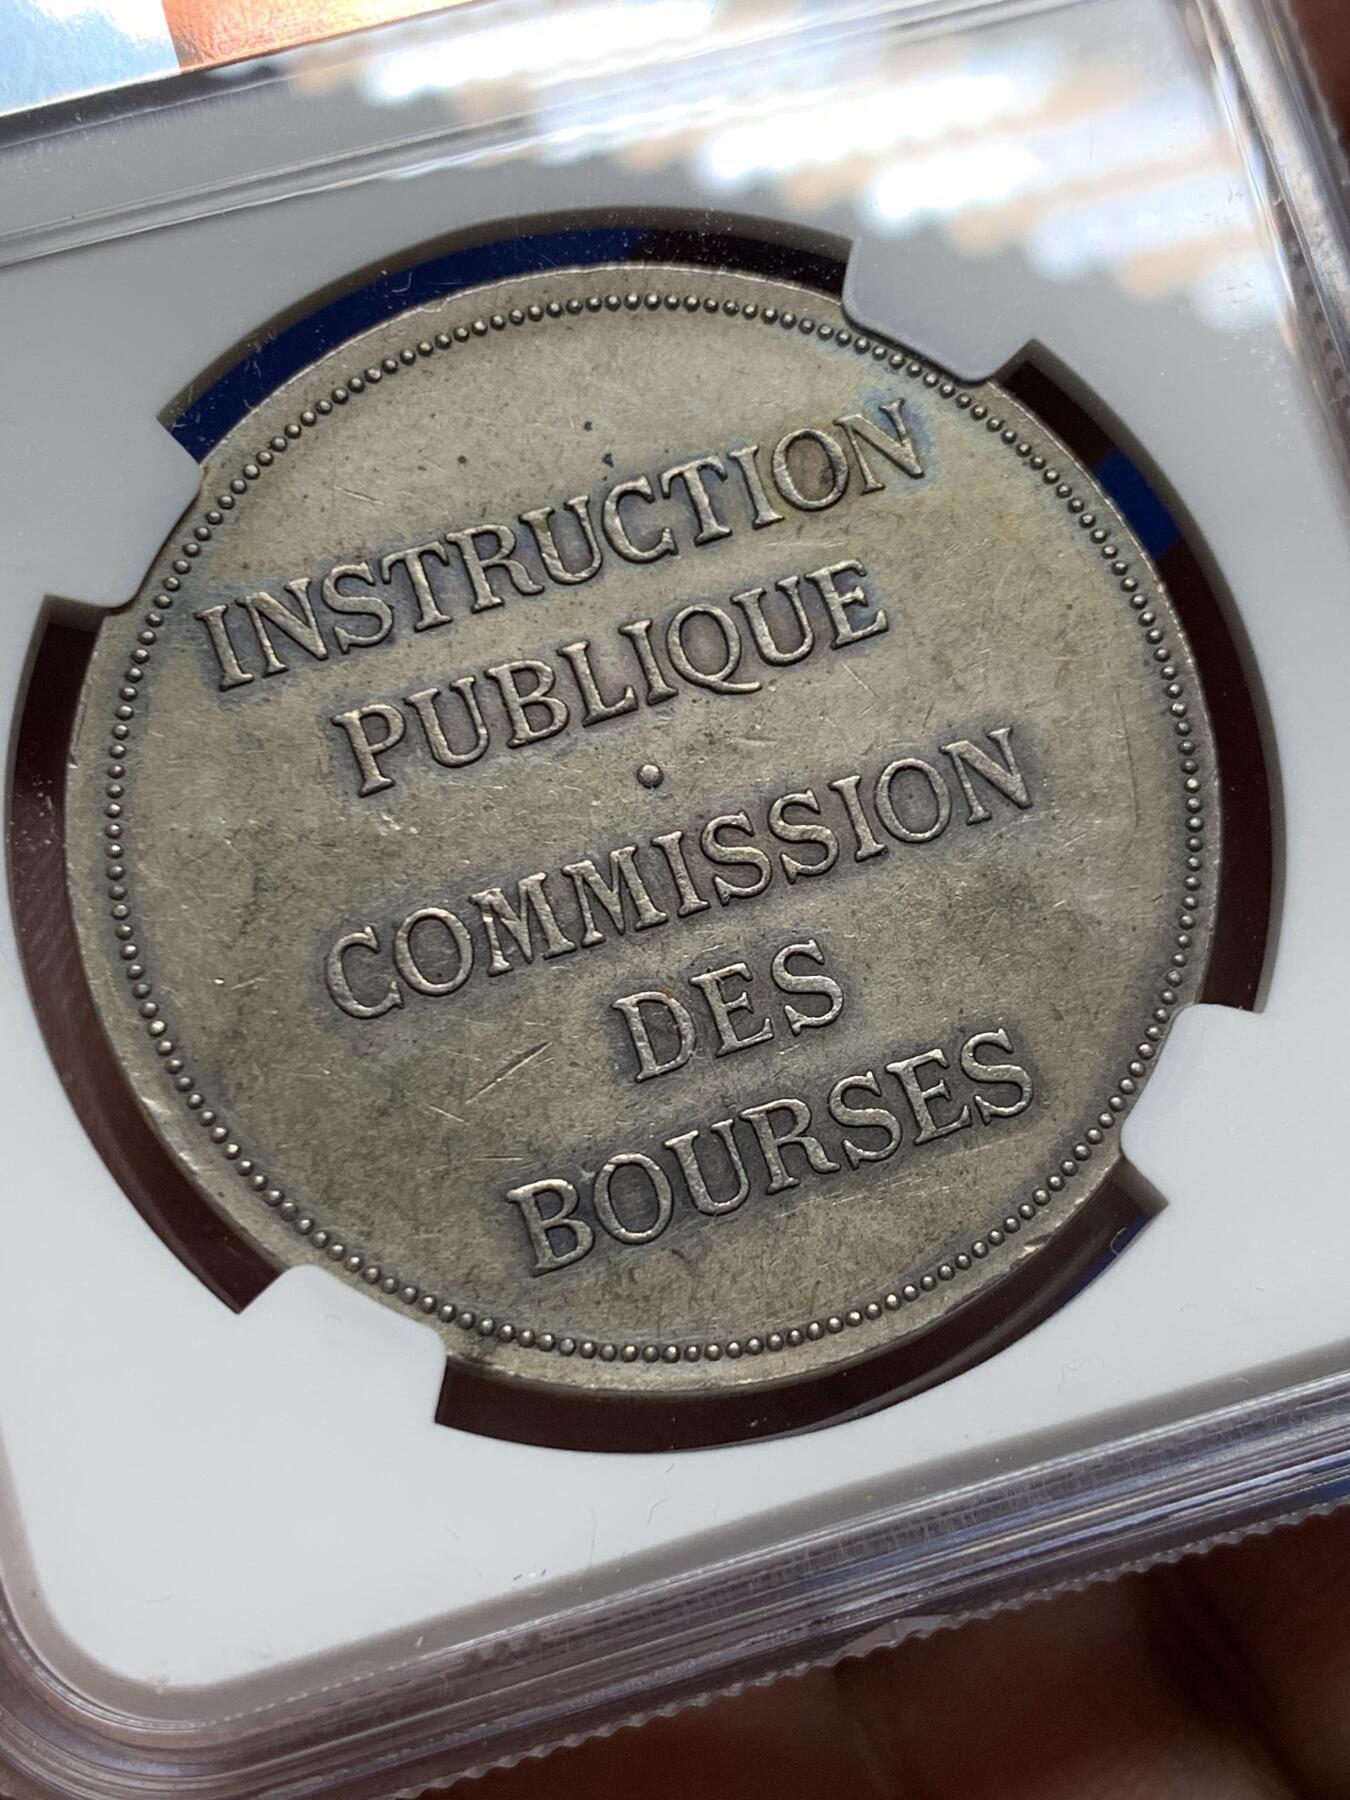 INSTRUCTION
PUBLIQUE
•
COMMISSION
DES
BOURSES